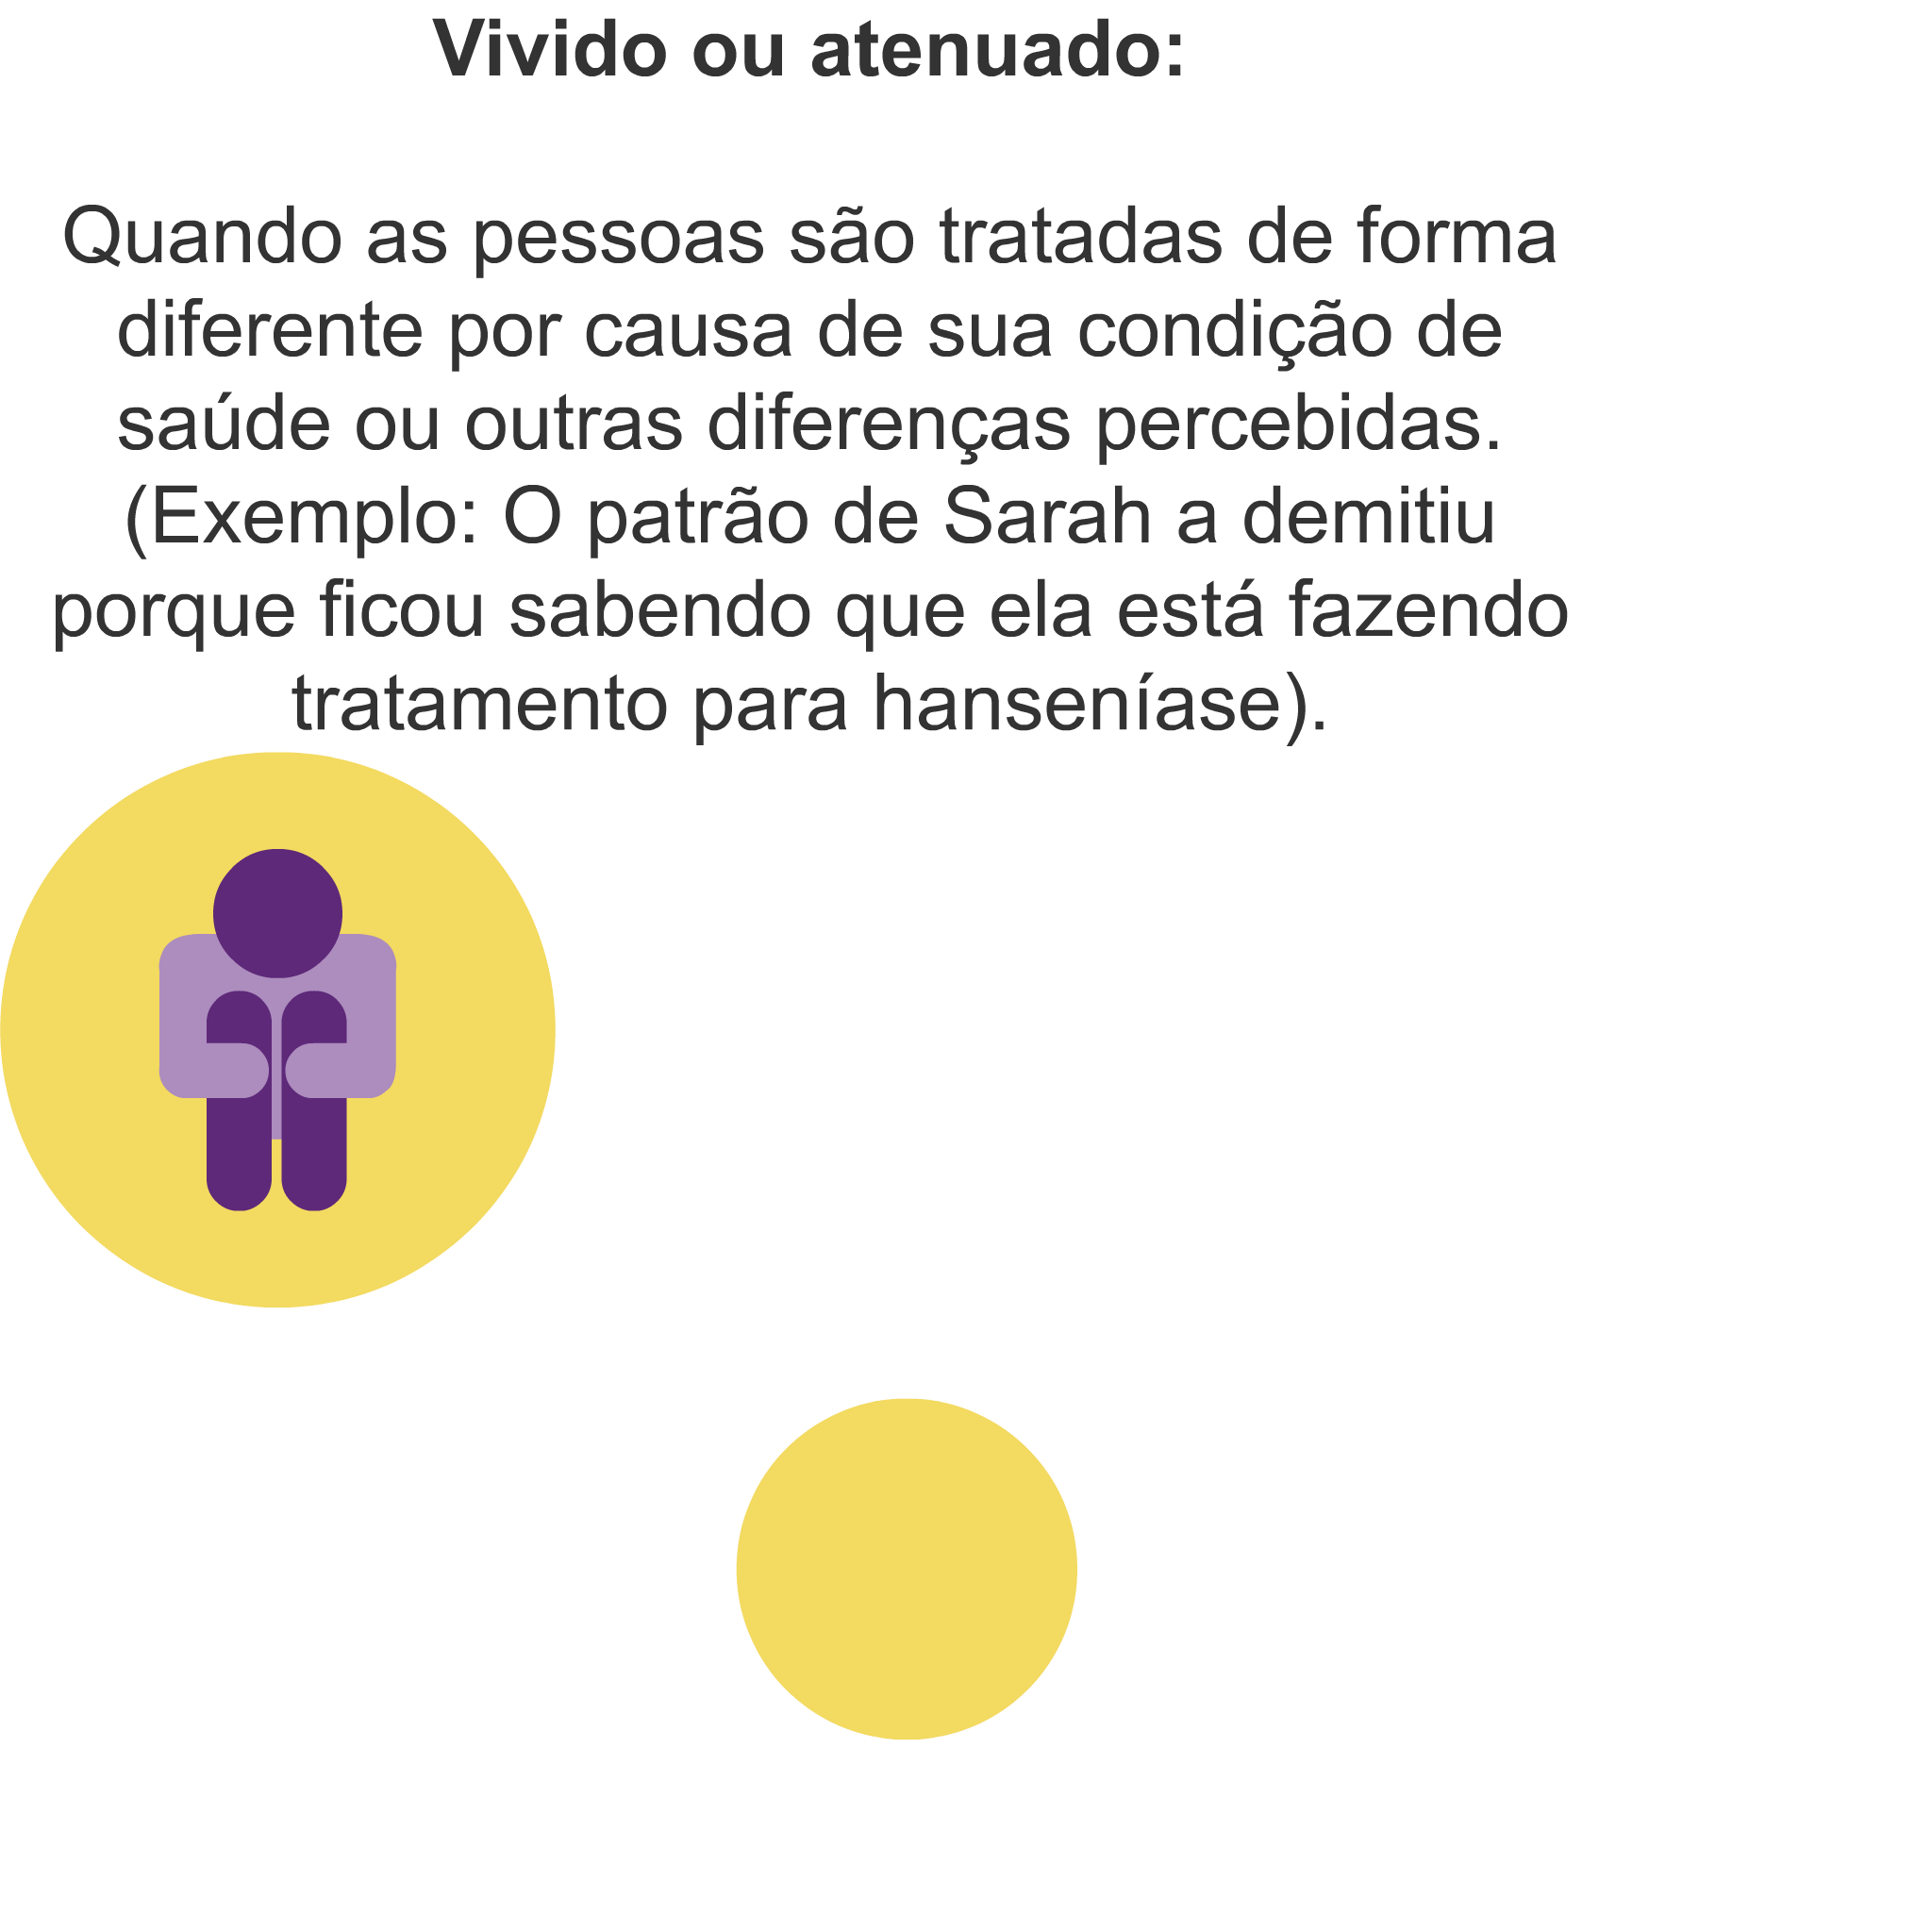 Vivido ou atenuado:
Quando as pessoas são tratadas de forma
diferente por causa de sua condição de
saúde ou outras diferenças percebidas.
(Exemplo: O patrão de Sarah a demitiu
porque ficou sabendo que ela está fazendo
tratamento para hanseníase).